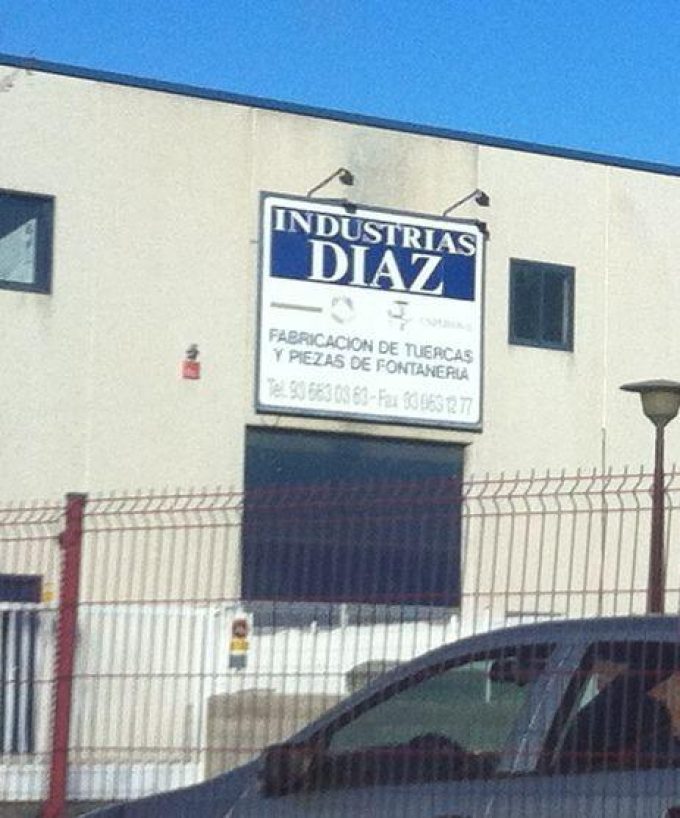 INDUSTRIAS
DIAZ
FABRICACION DE TUERCAS
Y PIEZAS DE FONTANERIA
Tel. 93 663 03 63 - Fax 93 663 12 77